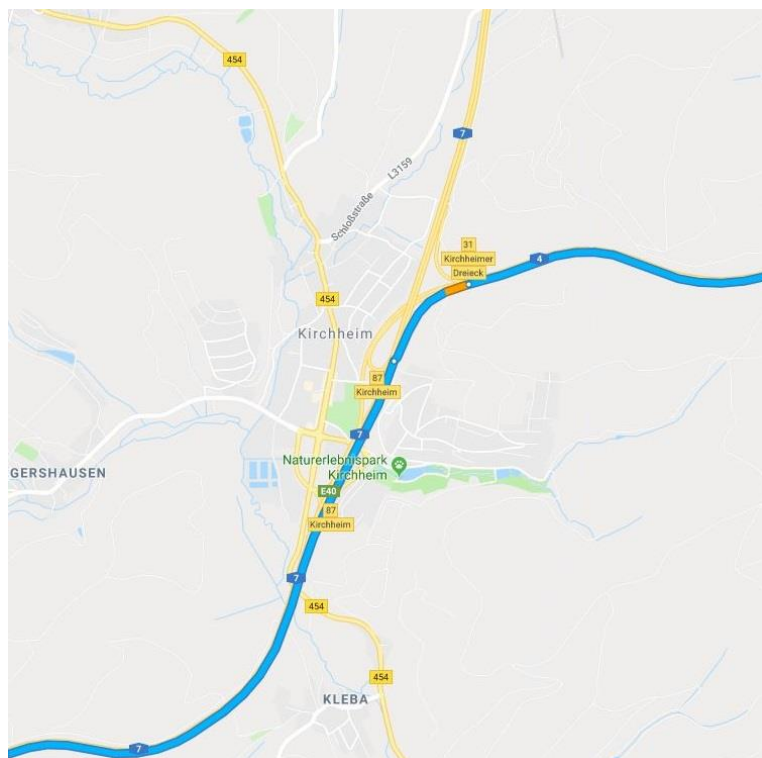 454
7
L3159
Schloßstraße
31
Kirchheimer
Dreieck
4
454
Kirchheim
87
Kirchheim
7
Naturerlebnispark
Kirchheim
GERSHAUSEN
E40
87
Kirchheim
7
454
454
KLEBA
7